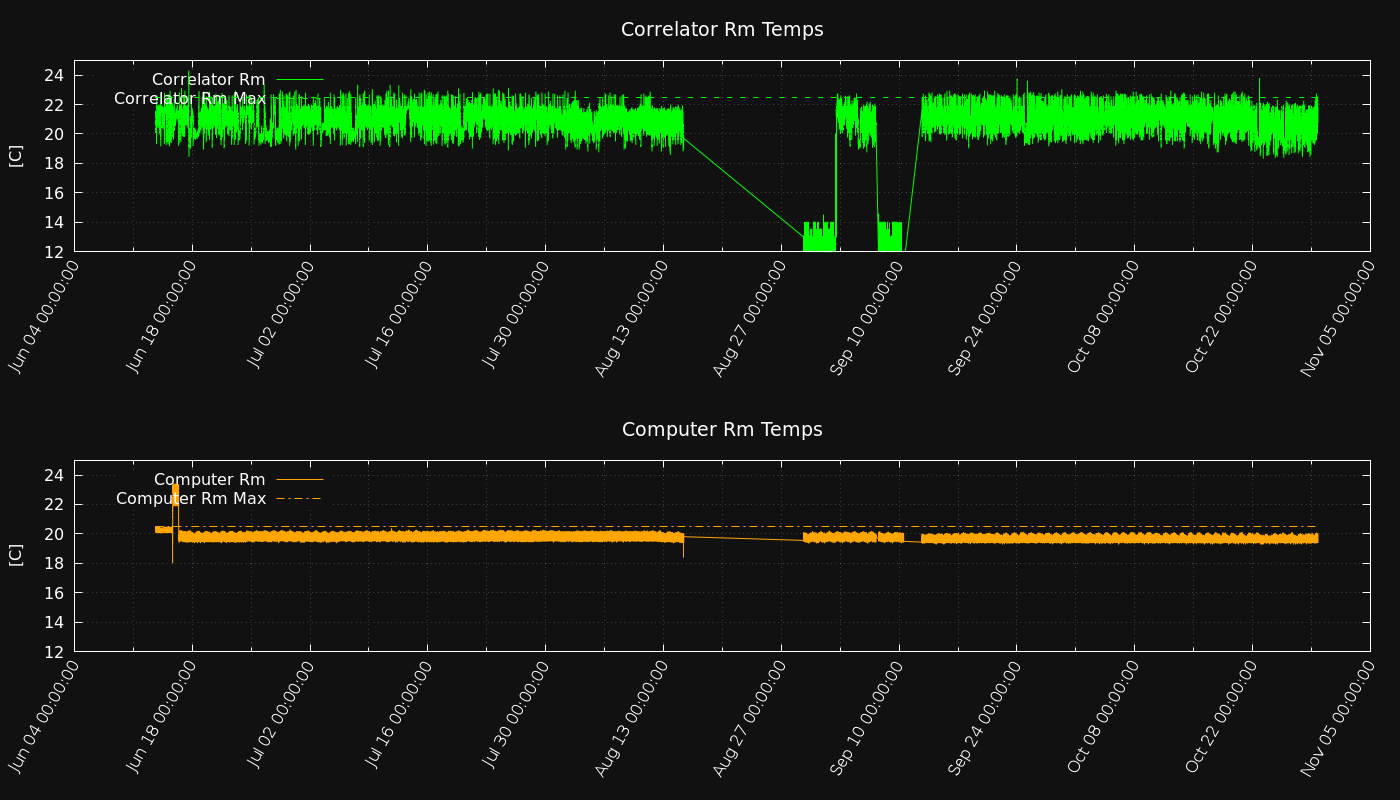 Correlator Rm Temps
Correlator Rm
Correlator Rm Max
[C]
24
22
20
18
16
14
12
Jun 04 00:00:00
Jun 18 00:00:00
Jul 02 00:00:00
Jul 16 00:00:00
Jul 30 00:00:00
Aug 13 00:00:00
Aug 27 00:00:00
Sep 10 00:00:00
Sep 24 00:00:00
Oct 08 00:00:00
Oct 22 00:00:00
Nov 05 00:00:00
Computer Rm Temps
Computer Rm
Computer Rm Max
[C]
24
22
20
18
16
14
12
Jun 04 00:00:00
Jun 18 00:00:00
Jul 02 00:00:00
Jul 16 00:00:00
Jul 30 00:00:00
Aug 13 00:00:00
Aug 27 00:00:00
Sep 10 00:00:00
Sep 24 00:00:00
Oct 08 00:00:00
Oct 22 00:00:00
Nov 05 00:00:00